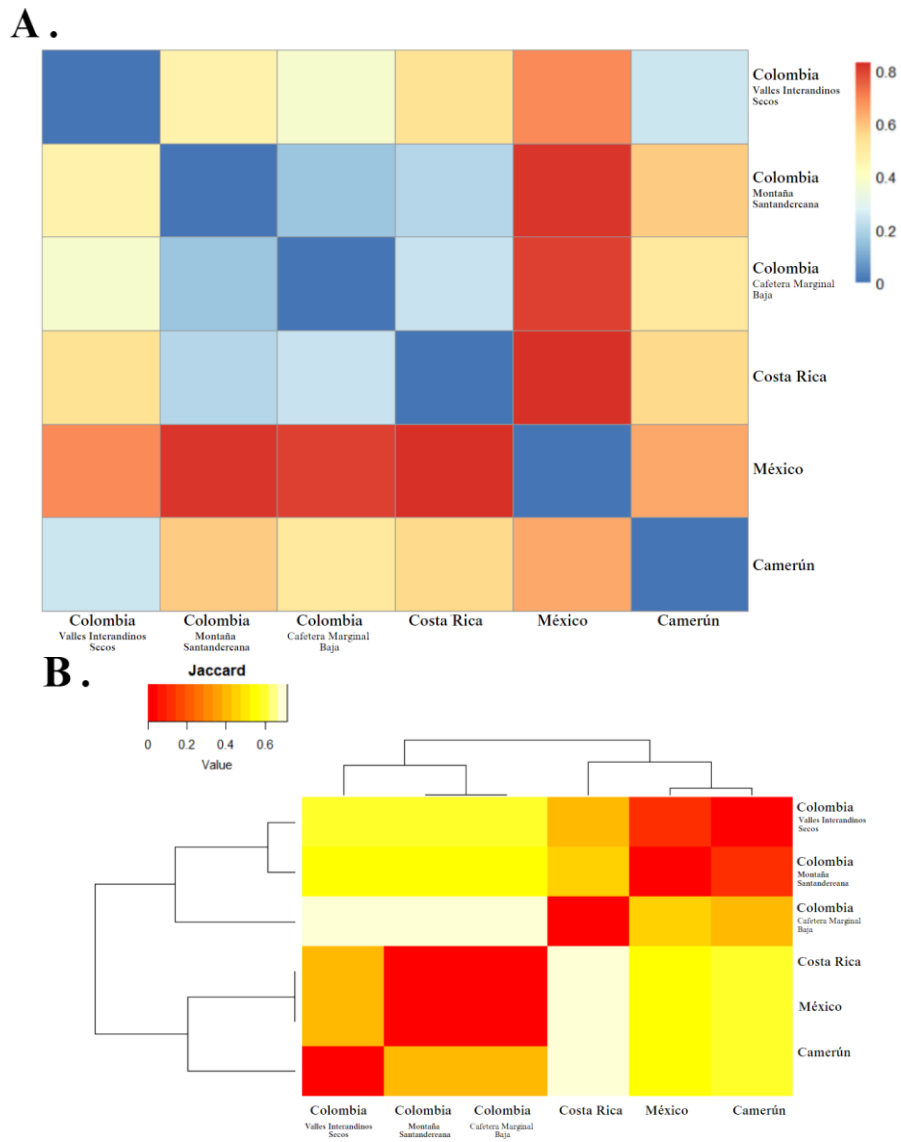 A .
Colombia
Valles Interandinos
Secos
0.8
Colombia
Montaña
Santandereana
0.6
0.4
0.2
0
Colombia
Cafetera Marginal
Baja
Costa Rica
México
Camerún
Colombia Colombia Colombia Costa Rica México Camerún
Valles Interandinos Montaña Cafetera Marginal
Secos Santandereana Baja
B .
Jaccard
0 0.2 0.4 0.6
Value
Colombia
Valles Interandinos
Secos
Colombia
Montaña
Santandereana
Colombia
Cafetera Marginal
Baja
Costa Rica
México
Camerún
Colombia Colombia Colombia Costa Rica México Camerún
Valles Interandinos Montaña Cafetera Marginal
Secos Santandereana Baja